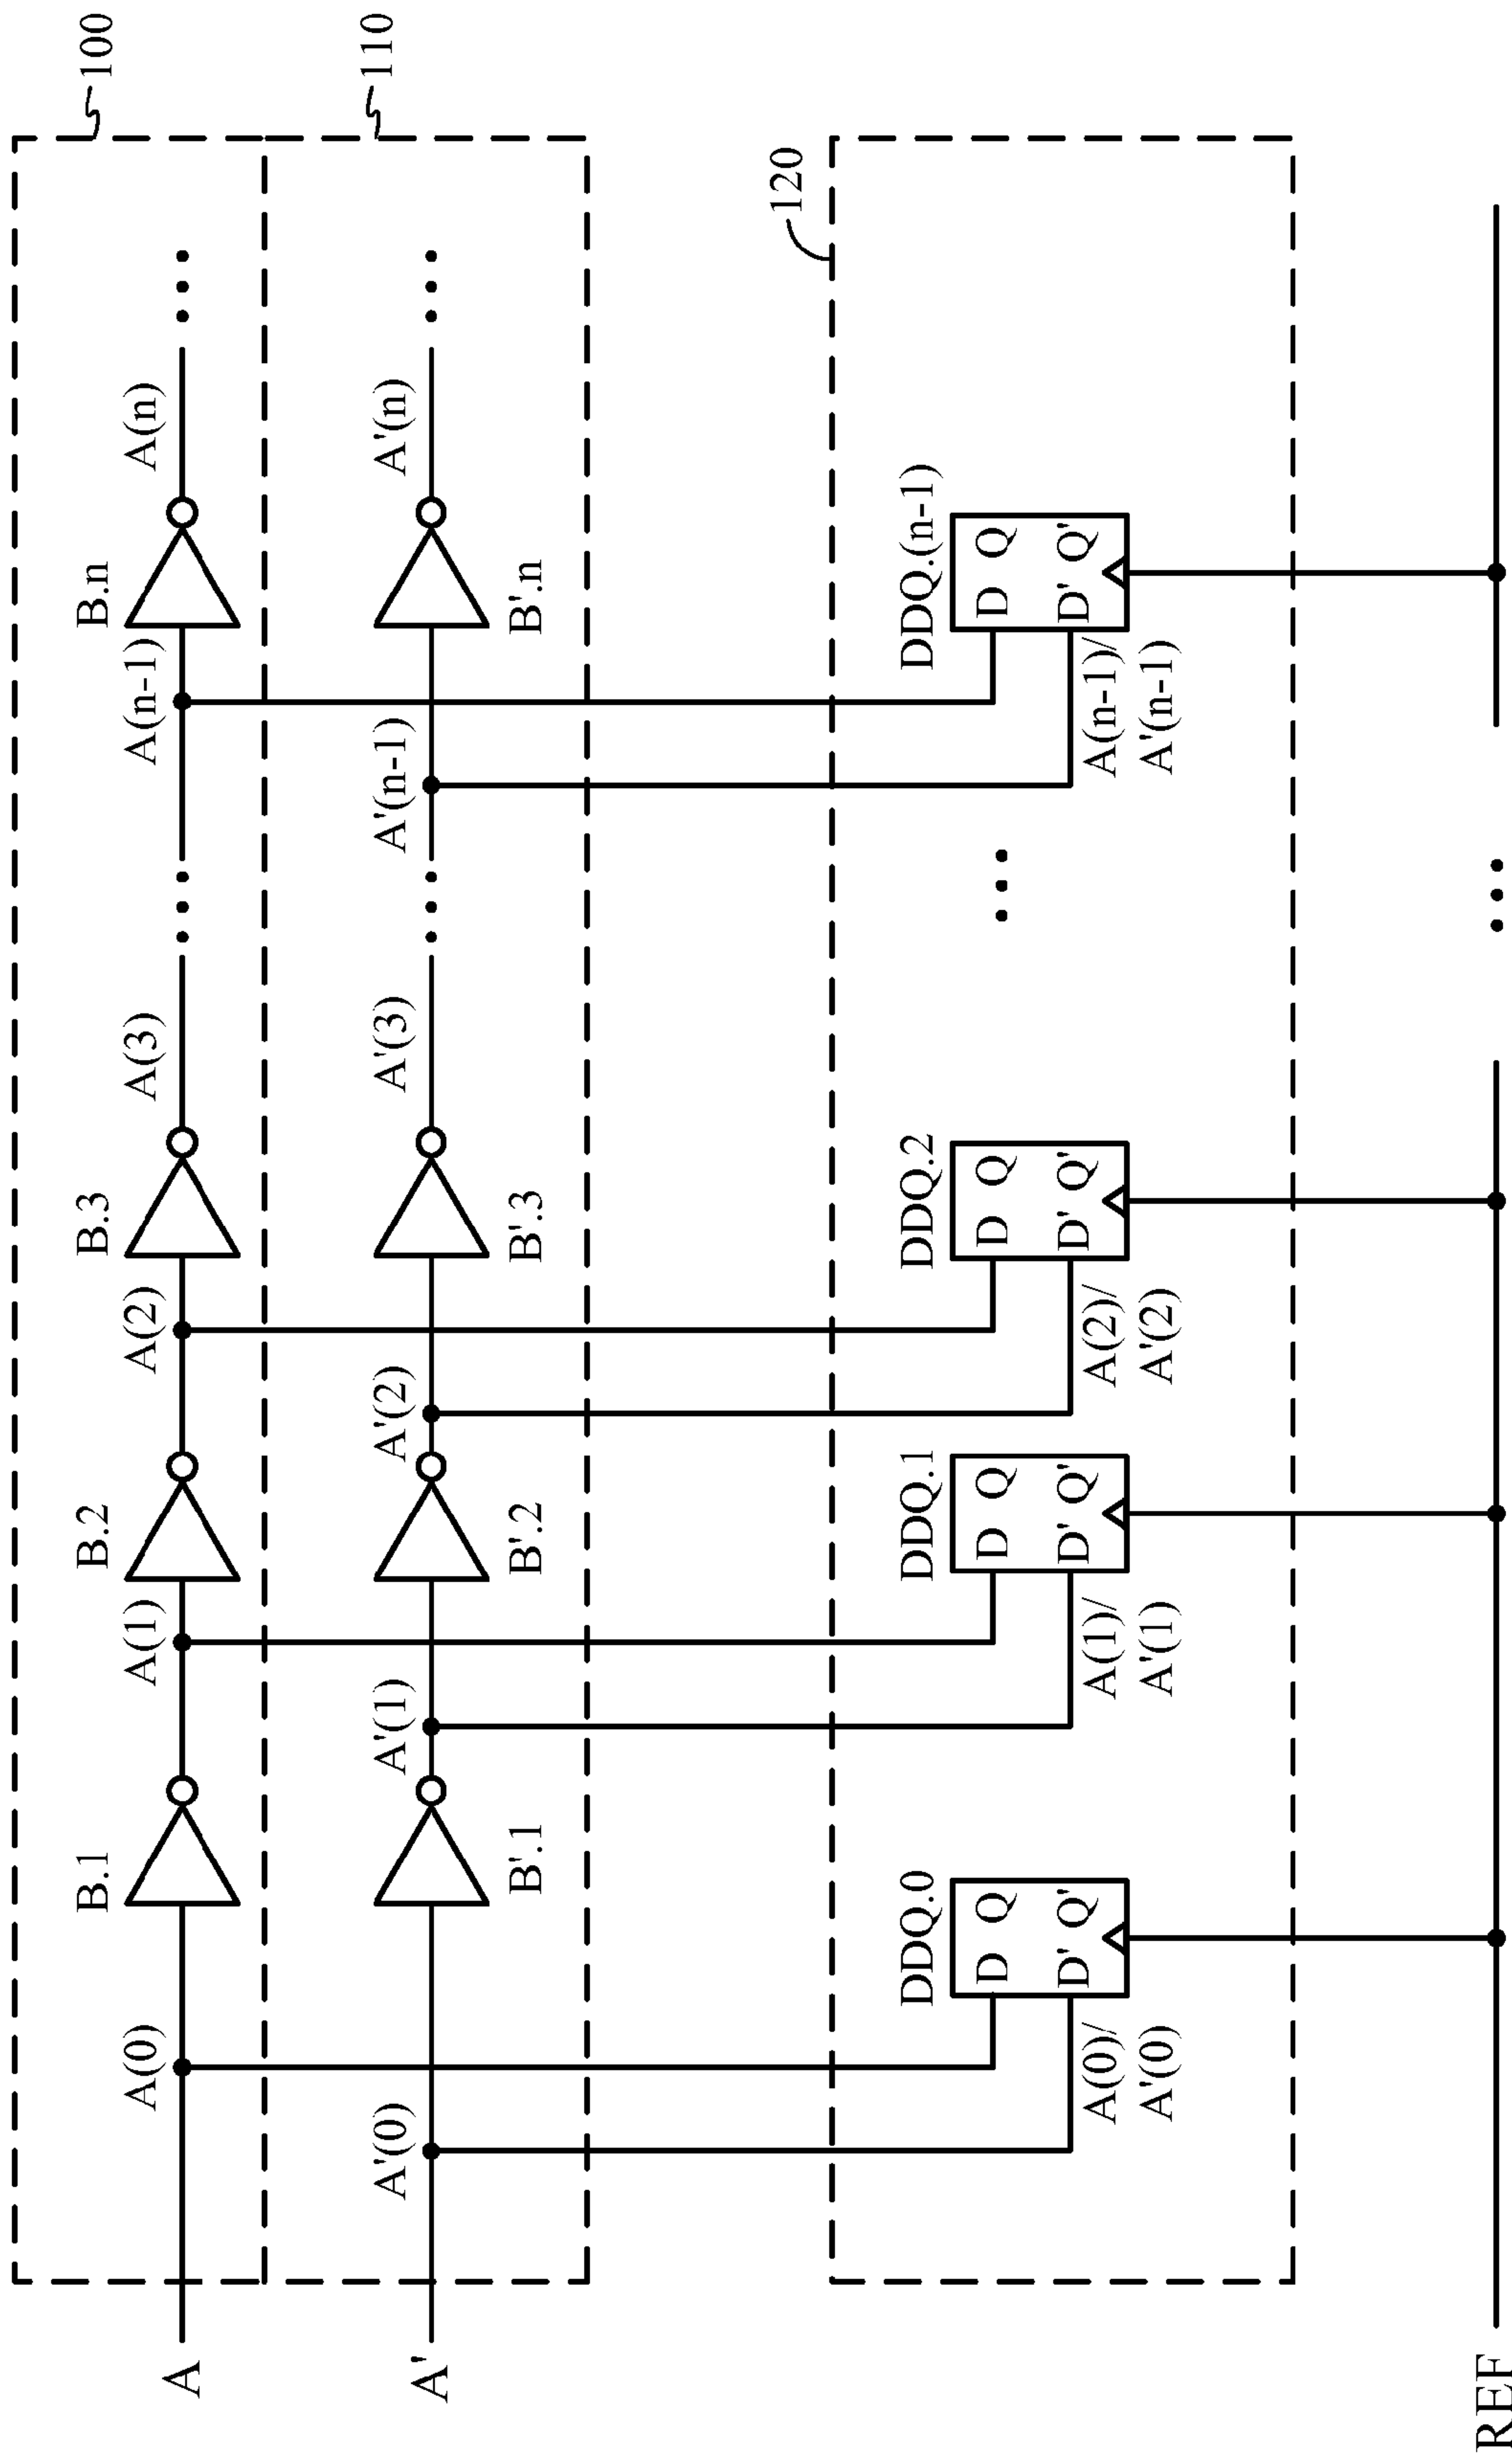 100
B.1
B.2
B.3
B.n
A
A(0)
A(1)
A(2)
A(3)
A(n-1)
A(n)
110
A'
A'(0)
A'(1)
A'(2)
A'(3)
A'(n-1)
A'(n)
B'.1
B'.2
B'.3
B'.n
120
DDQ.0
DDQ.1
DDQ.2
DDQ.(n-1)
D Q
D' Q'
D Q
D' Q'
D Q
D' Q'
D Q
D' Q'
A(0)/
A'(0)
A(1)/
A'(1)
A(2)/
A'(2)
A(n-1)/
A'(n-1)
REF